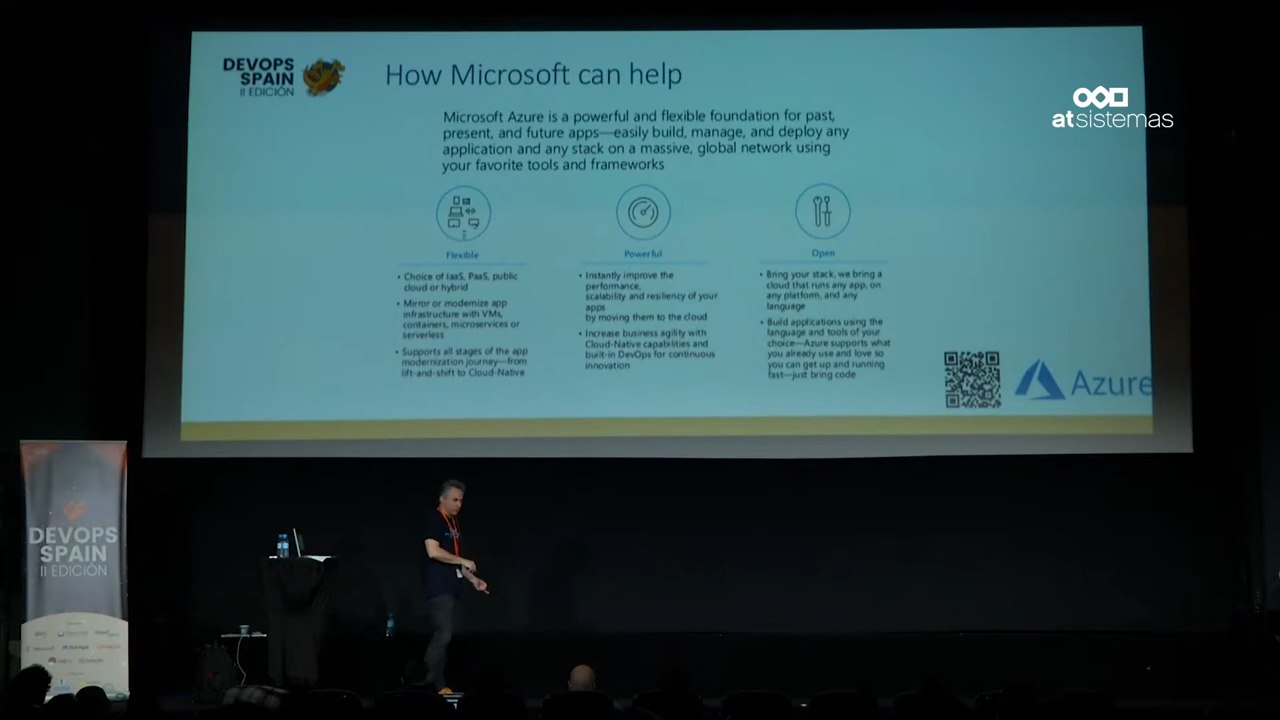 DEVOPS
SPAIN
II EDICIÓN
How Microsoft can help
atsistemas
Microsoft Azure is a powerful and flexible foundation for past,
present, and future apps—easily build, manage, and deploy any
application and any stack on a massive, global network using
your favorite tools and frameworks
Flexible
• Choice of IaaS, PaaS, public
cloud or hybrid
• Mirror or modernize app
infrastructure with VMs,
containers, microservices or
serverless
• Supports all stages of the app
modernization journey—from
lift-and-shift to Cloud-Native
Powerful
• Instantly improve the
performance,
scalability and resiliency of your
apps
by moving them to the cloud
• Increase business agility with
Cloud-Native capabilities and
built-in DevOps for continuous
innovation
Open
• Bring your stack, we bring a
cloud that runs any app, on
any platform, and any
language
• Build applications using the
language and tools of your
choice—Azure supports what
you already use and love so
you can get up and running
fast—just bring code
Azure
DEVOPS
SPAIN
II EDICIÓN